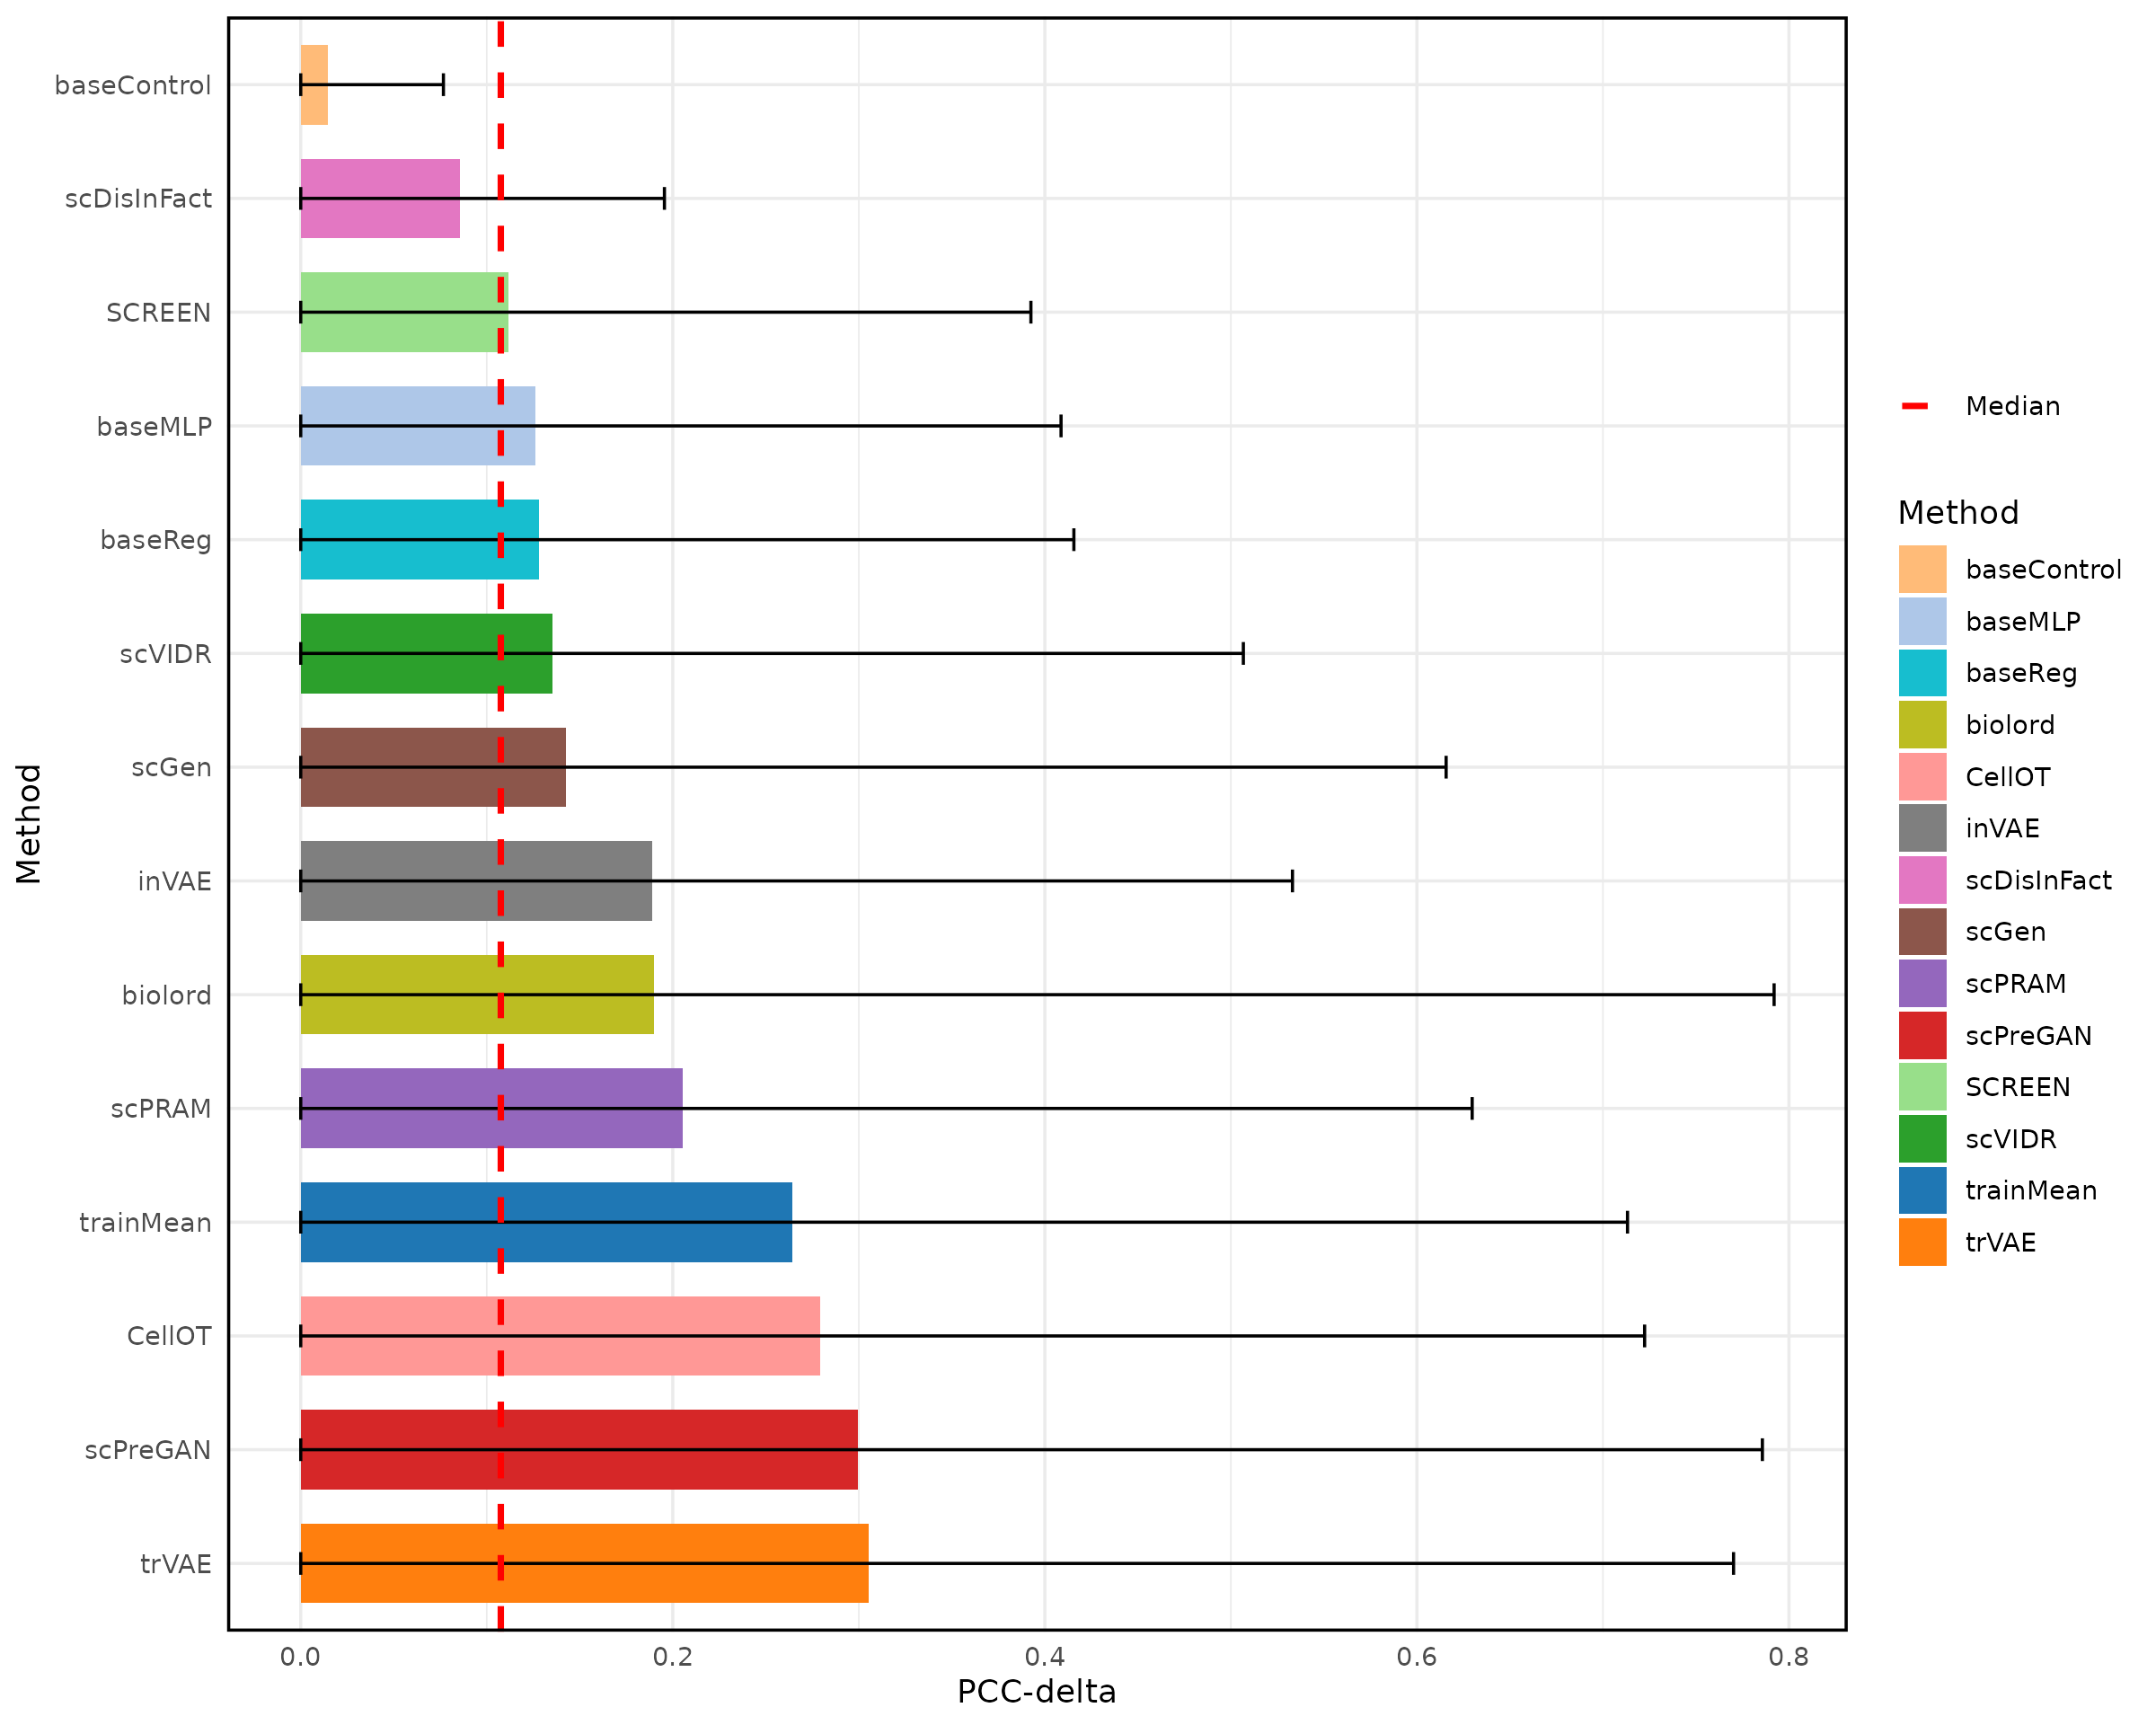 baseControl
scDisInFact
SCREEN
baseMLP
baseReg
scVIDR
scGen
inVAE
biolord
scPRAM
trainMean
CellOT
scPreGAN
trVAE
Method
0.0 0.2 0.4 0.6 0.8
PCC-delta
Median
Method
baseControl
baseMLP
baseReg
biolord
CellOT
inVAE
scDisInFact
scGen
scPRAM
scPreGAN
SCREEN
scVIDR
trainMean
trVAE